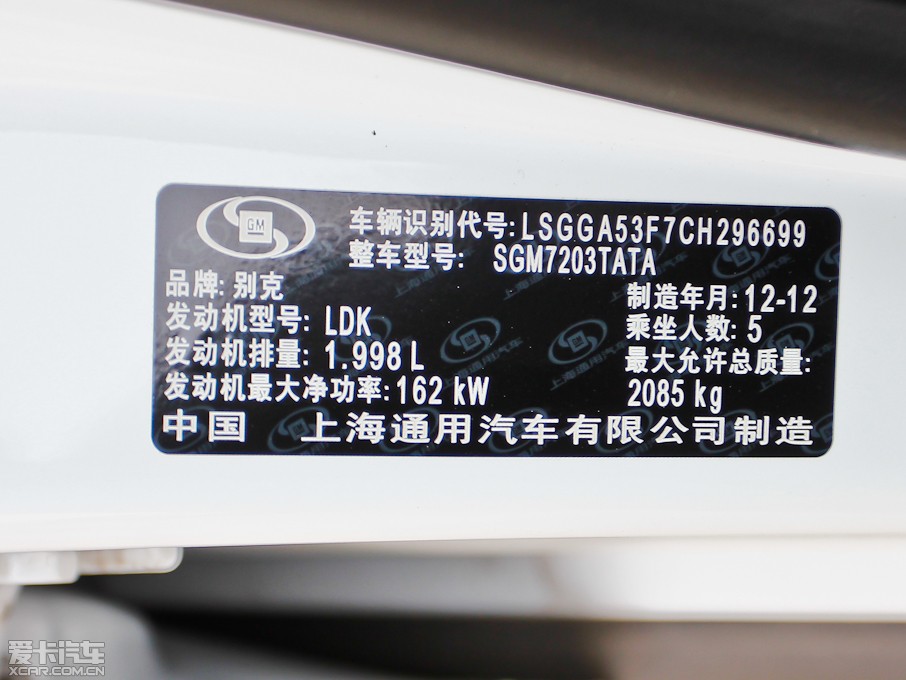 GM
车辆识别代号:LSGGA53F7CH296699
整车型号: SGM7203TATA
品牌: 别克
制造年月:12-12
发动机型号: LDK
乘坐人数: 5
发动机排量: 1.998 L
最大允许总质量:
发动机最大净功率:162 kW
2085 kg
中国 上海通用汽车有限公司制造
爱卡汽车
XCAR.COM.CN